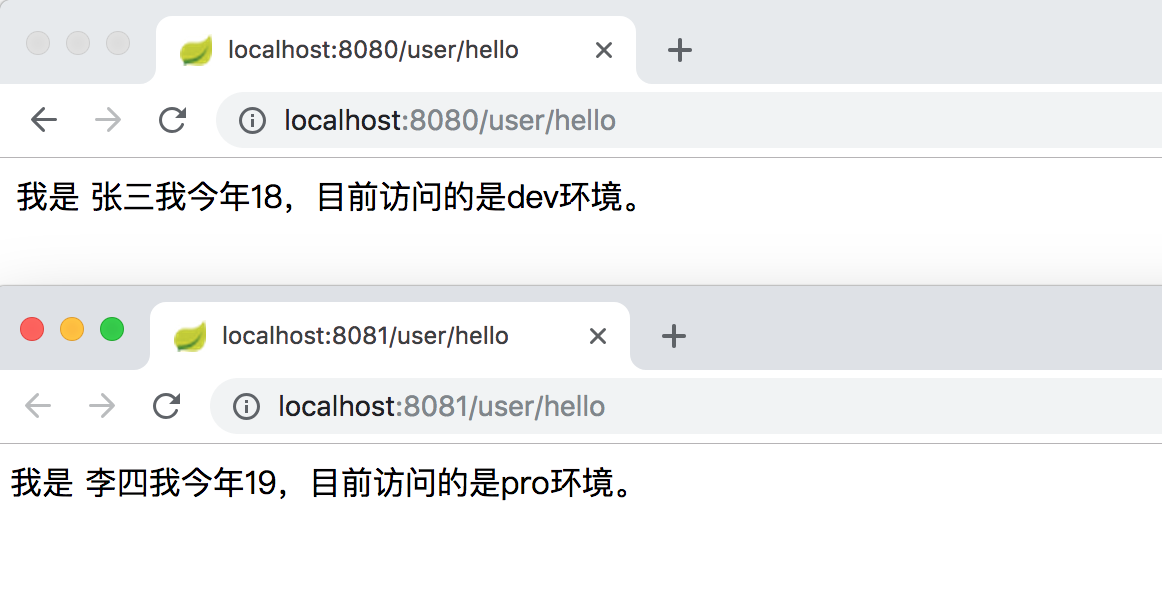 localhost:8080/user/hello
localhost:8080/user/hello
我是 张三我今年18，目前访问的是dev环境。
localhost:8081/user/hello
localhost:8081/user/hello
我是 李四我今年19，目前访问的是pro环境。